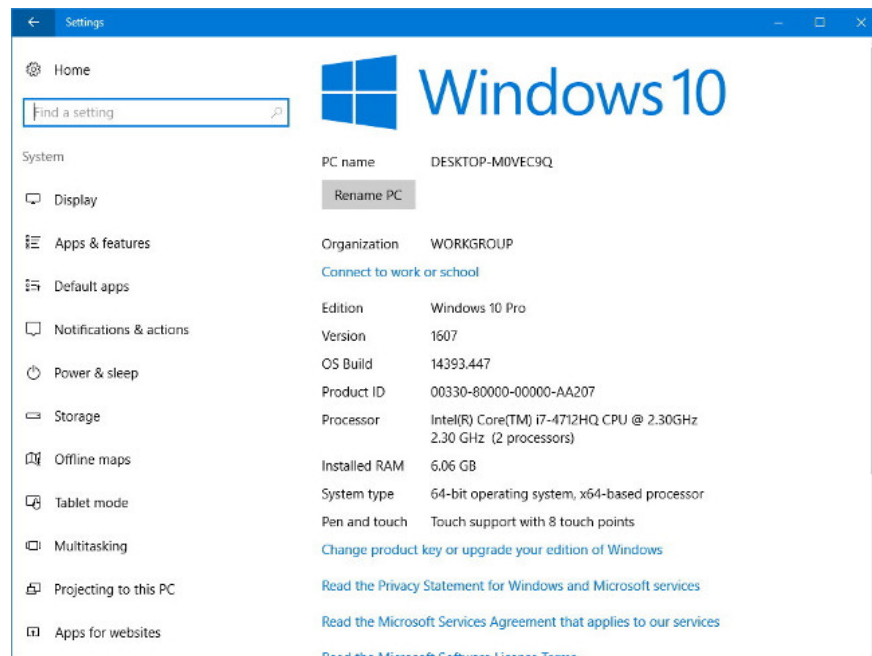 Settings
Home
Find a setting
System
Display
Apps & features
Default apps
Notifications & actions
Power & sleep
Storage
Offline maps
Tablet mode
Multitasking
Projecting to this PC
Apps for websites
Windows 10
PC name DESKTOP-M0VEC9Q
Rename PC
Organization WORKGROUP
Connect to work or school
Edition Windows 10 Pro
Version 1607
OS Build 14393.447
Product ID 00330-80000-00000-AA207
Processor Intel(R) Core(TM) i7-4712HQ CPU @ 2.30GHz
2.30 GHz (2 processors)
Installed RAM 6.06 GB
System type 64-bit operating system, x64-based processor
Pen and touch Touch support with 8 touch points
Change product key or upgrade your edition of Windows
Read the Privacy Statement for Windows and Microsoft services
Read the Microsoft Services Agreement that applies to our services
Read the Microsoft Software License Terms